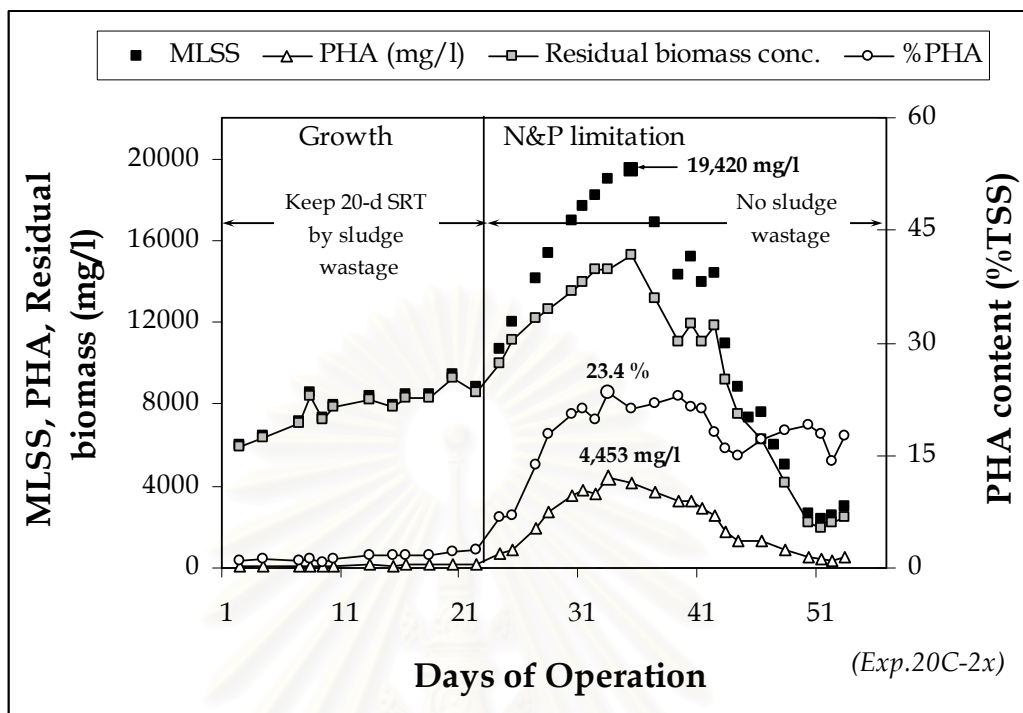 MLSS PHA (mg/l) Residual biomass conc. %PHA
Growth
N&P limitation
19,420 mg/l
Keep 20-d SRT
by sludge
wastage
No sludge
wastage
23.4 %
4,453 mg/l
MLSS, PHA, Residual
biomass (mg/l)
20000
16000
12000
8000
4000
0
60
45
30
15
0
PHA content (%TSS)
1 11 21 31 41 51
Days of Operation
(Exp.20C-2x)